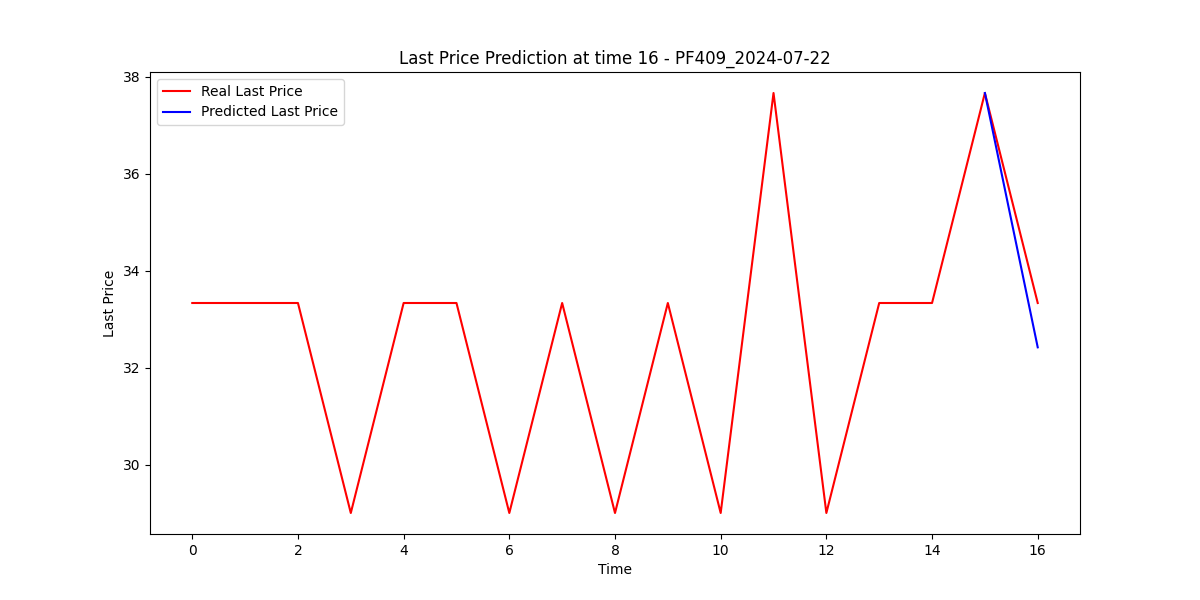 Last Price Prediction at time 16 - PF409_2024-07-22
Real Last Price
Predicted Last Price
Last Price
38
36
34
32
30
0 2 4 6 8 10 12 14 16
Time